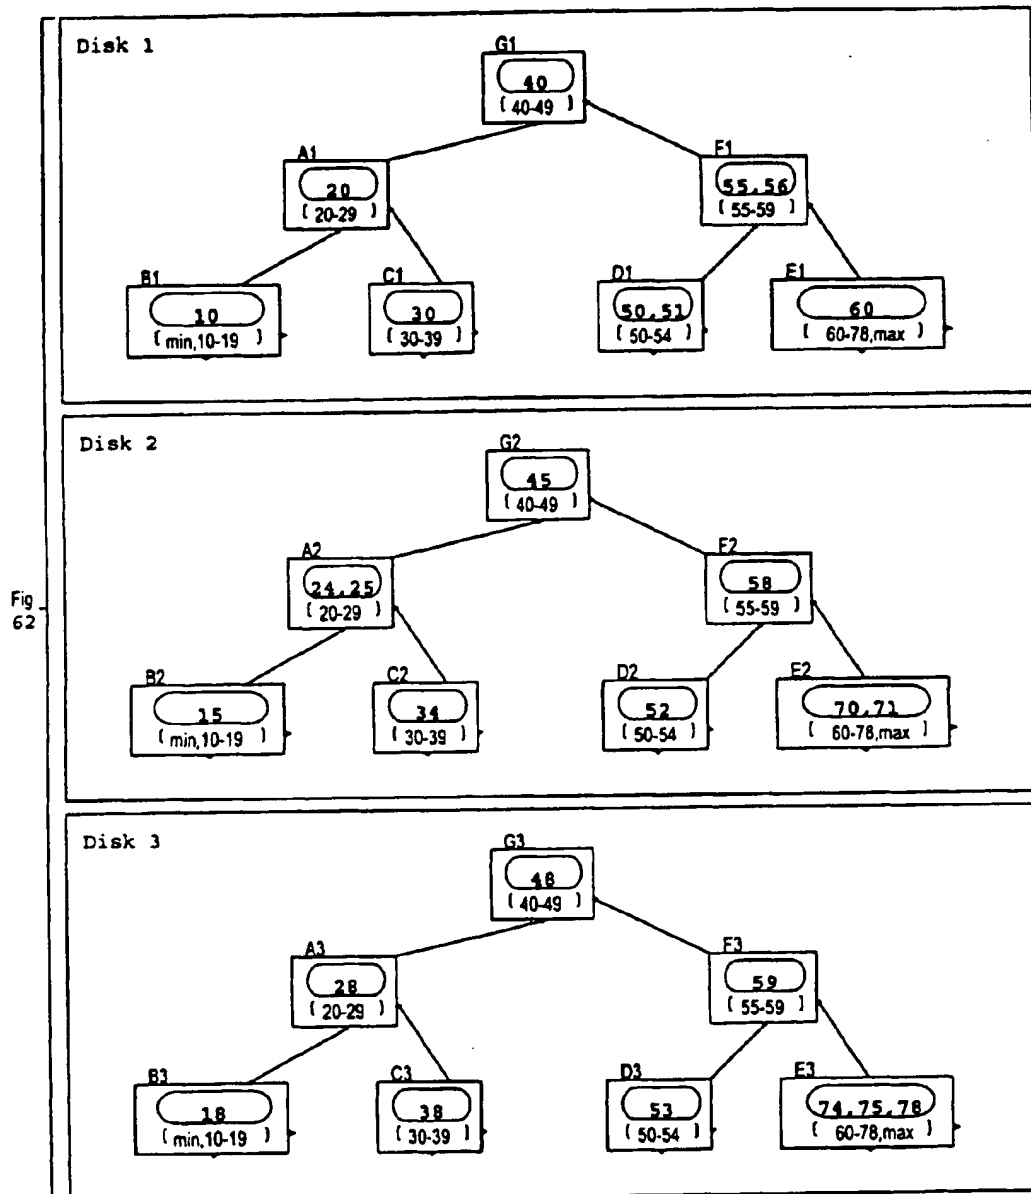 Disk 1
G1
40
( 40-49 )
A1
20
( 20-29 )
F1
55,56
( 55-59 )
B1
10
( min,10-19 )
C1
30
( 30-39 )
D1
50,51
( 50-54 )
E1
60
( 60-78,max )
Disk 2
G2
45
( 40-49 )
A2
24,25
( 20-29 )
F2
58
( 55-59 )
Fig
62
B2
15
( min,10-19 )
C2
34
( 30-39 )
D2
52
( 50-54 )
E2
70,71
( 60-78,max )
Disk 3
G3
48
( 40-49 )
A3
28
( 20-29 )
F3
59
( 55-59 )
B3
18
( min,10-19 )
C3
38
( 30-39 )
D3
53
( 50-54 )
E3
74,75,78
( 60-78,max )